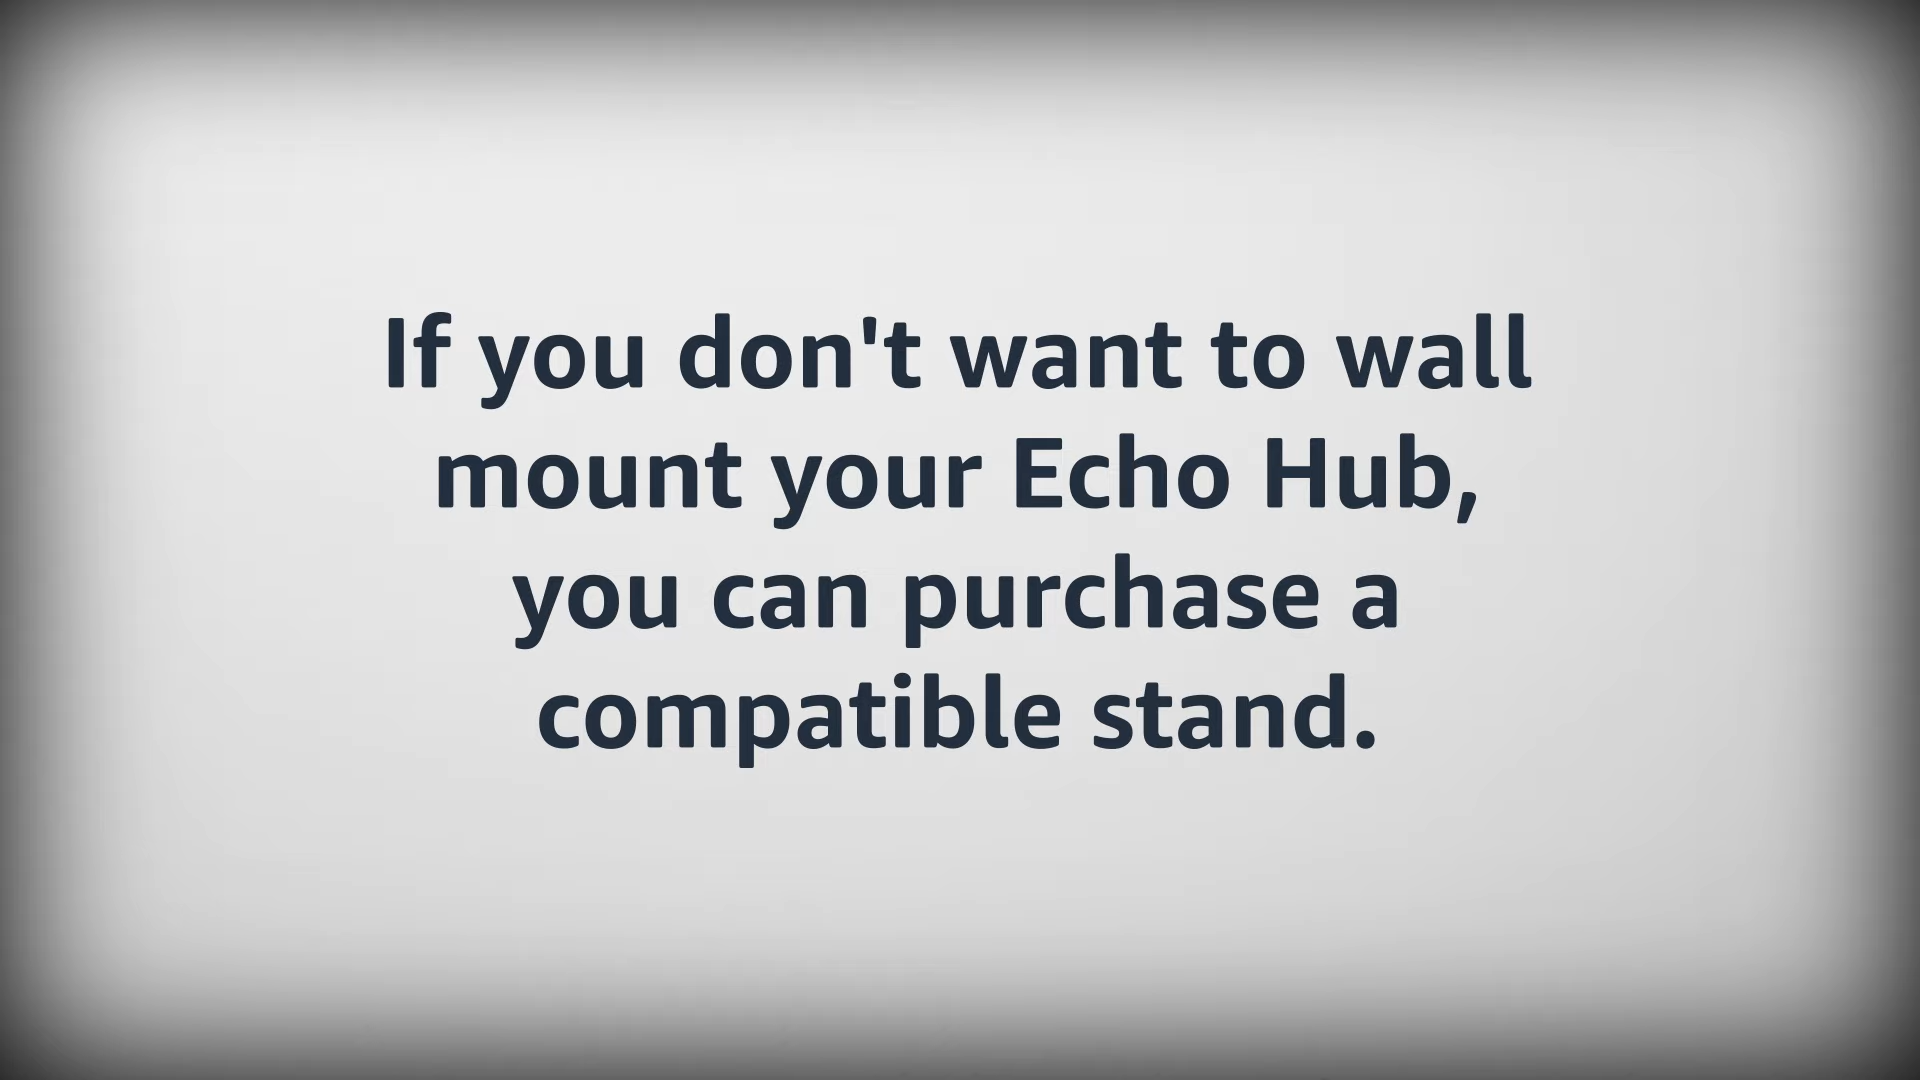 If you don't want to wall
mount your Echo Hub,
you can purchase a
compatible stand.